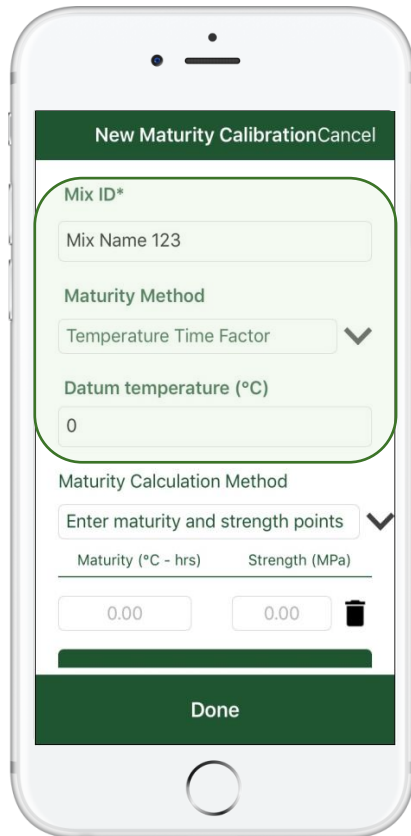 New Maturity Calibration Cancel
Mix ID*
Mix Name 123
Maturity Method
Temperature Time Factor
Datum temperature (°C)
0
Maturity Calculation Method
Enter maturity and strength points
Maturity (°C - hrs) Strength (MPa)
0.00 0.00
Done